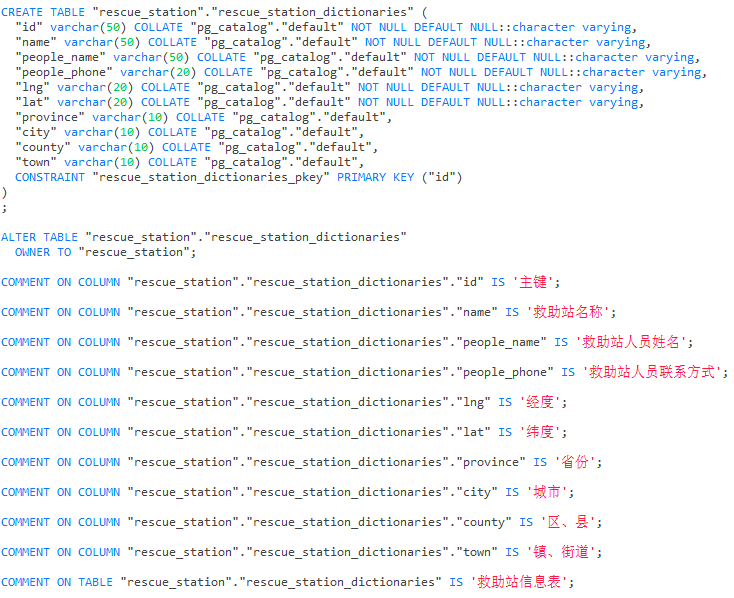 CREATE TABLE "rescue_station"."rescue_station_dictionaries" (
  "id" varchar(50) COLLATE "pg_catalog"."default" NOT NULL DEFAULT NULL::character varying,
  "name" varchar(50) COLLATE "pg_catalog"."default" NOT NULL DEFAULT NULL::character varying,
  "people_name" varchar(50) COLLATE "pg_catalog"."default" NOT NULL DEFAULT NULL::character varying,
  "people_phone" varchar(20) COLLATE "pg_catalog"."default" NOT NULL DEFAULT NULL::character varying,
  "lng" varchar(20) COLLATE "pg_catalog"."default" NOT NULL DEFAULT NULL::character varying,
  "lat" varchar(20) COLLATE "pg_catalog"."default" NOT NULL DEFAULT NULL::character varying,
  "province" varchar(10) COLLATE "pg_catalog"."default",
  "city" varchar(10) COLLATE "pg_catalog"."default",
  "county" varchar(10) COLLATE "pg_catalog"."default",
  "town" varchar(10) COLLATE "pg_catalog"."default",
  CONSTRAINT "rescue_station_dictionaries_pkey" PRIMARY KEY ("id")
)
;
ALTER TABLE "rescue_station"."rescue_station_dictionaries"
  OWNER TO "rescue_station";
COMMENT ON COLUMN "rescue_station"."rescue_station_dictionaries"."id" IS '主键';
COMMENT ON COLUMN "rescue_station"."rescue_station_dictionaries"."name" IS '救助站名称';
COMMENT ON COLUMN "rescue_station"."rescue_station_dictionaries"."people_name" IS '救助站人员姓名';
COMMENT ON COLUMN "rescue_station"."rescue_station_dictionaries"."people_phone" IS '救助站人员联系方式';
COMMENT ON COLUMN "rescue_station"."rescue_station_dictionaries"."lng" IS '经度';
COMMENT ON COLUMN "rescue_station"."rescue_station_dictionaries"."lat" IS '纬度';
COMMENT ON COLUMN "rescue_station"."rescue_station_dictionaries"."province" IS '省份';
COMMENT ON COLUMN "rescue_station"."rescue_station_dictionaries"."city" IS '城市';
COMMENT ON COLUMN "rescue_station"."rescue_station_dictionaries"."county" IS '区、县';
COMMENT ON COLUMN "rescue_station"."rescue_station_dictionaries"."town" IS '镇、街道';
COMMENT ON TABLE "rescue_station"."rescue_station_dictionaries" IS '救助站信息表';